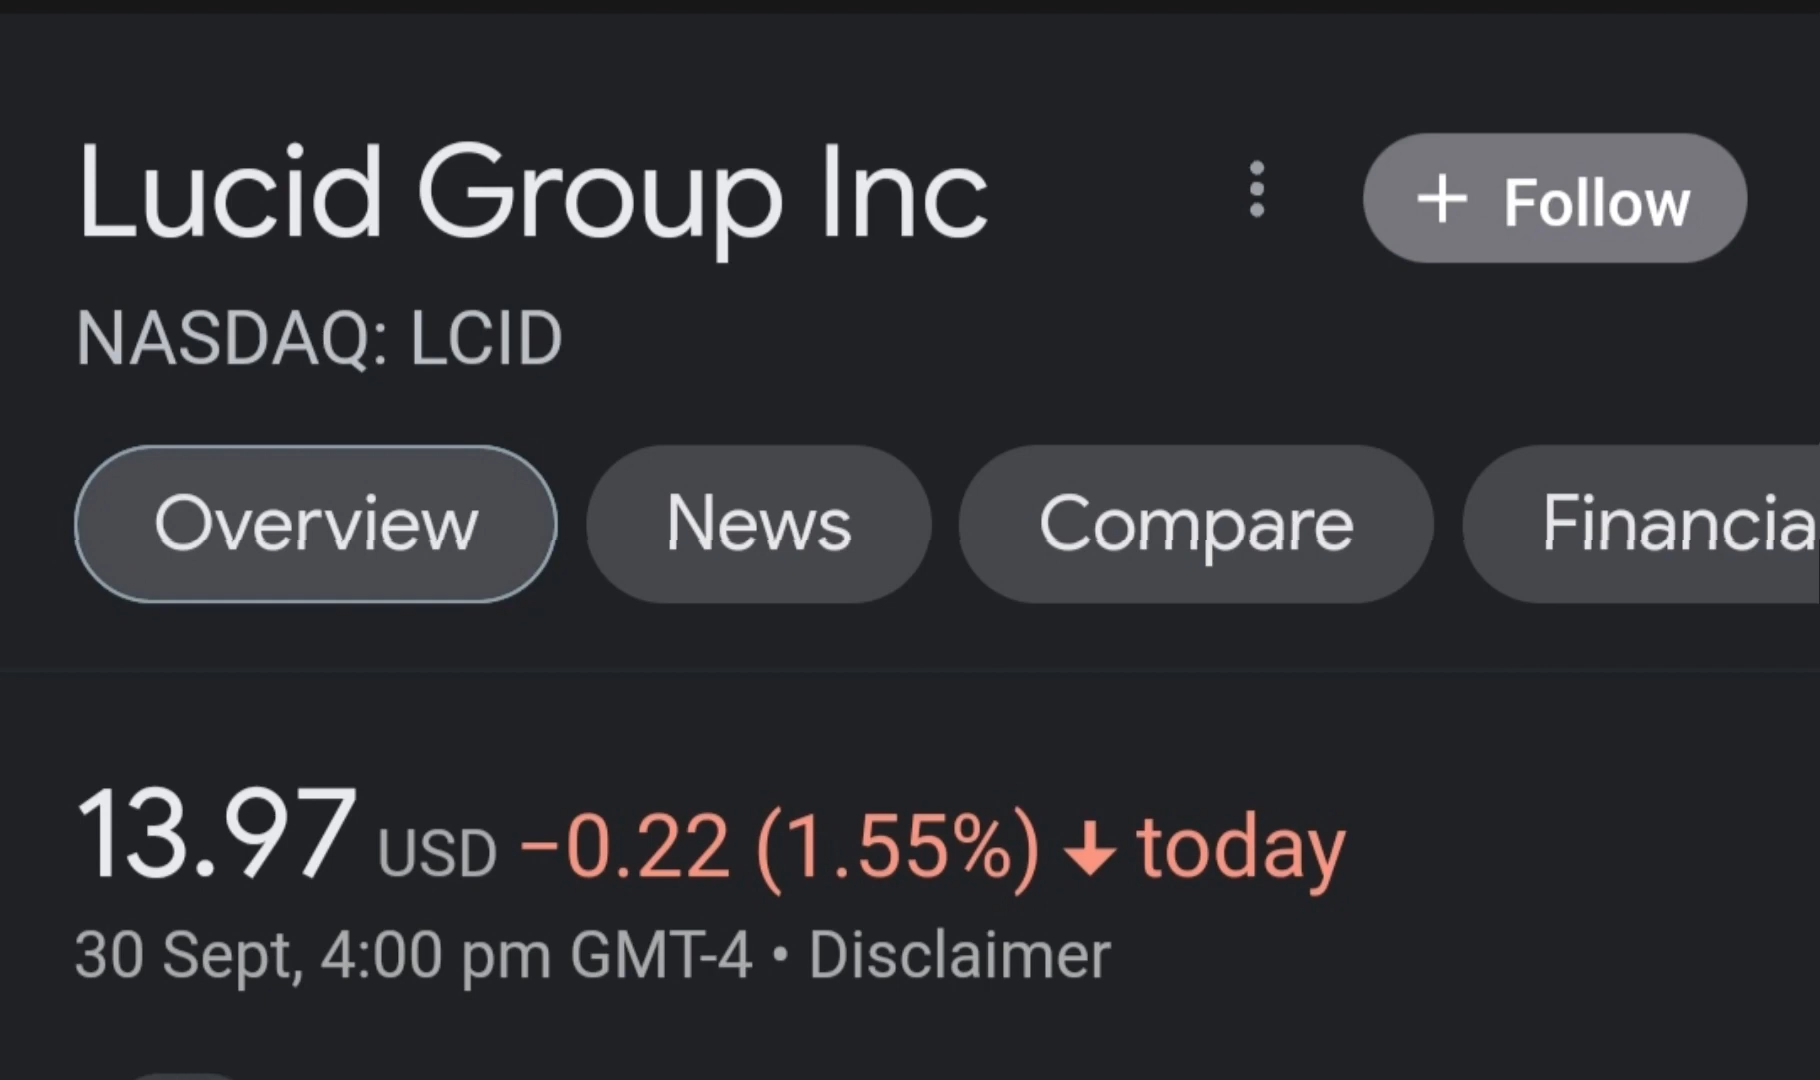 Lucid Group Inc
+ Follow
NASDAQ: LCID
Overview
News
Compare
Financia
13.97 USD −0.22 (1.55%) ↓ today
30 Sept, 4:00 pm GMT-4 • Disclaimer